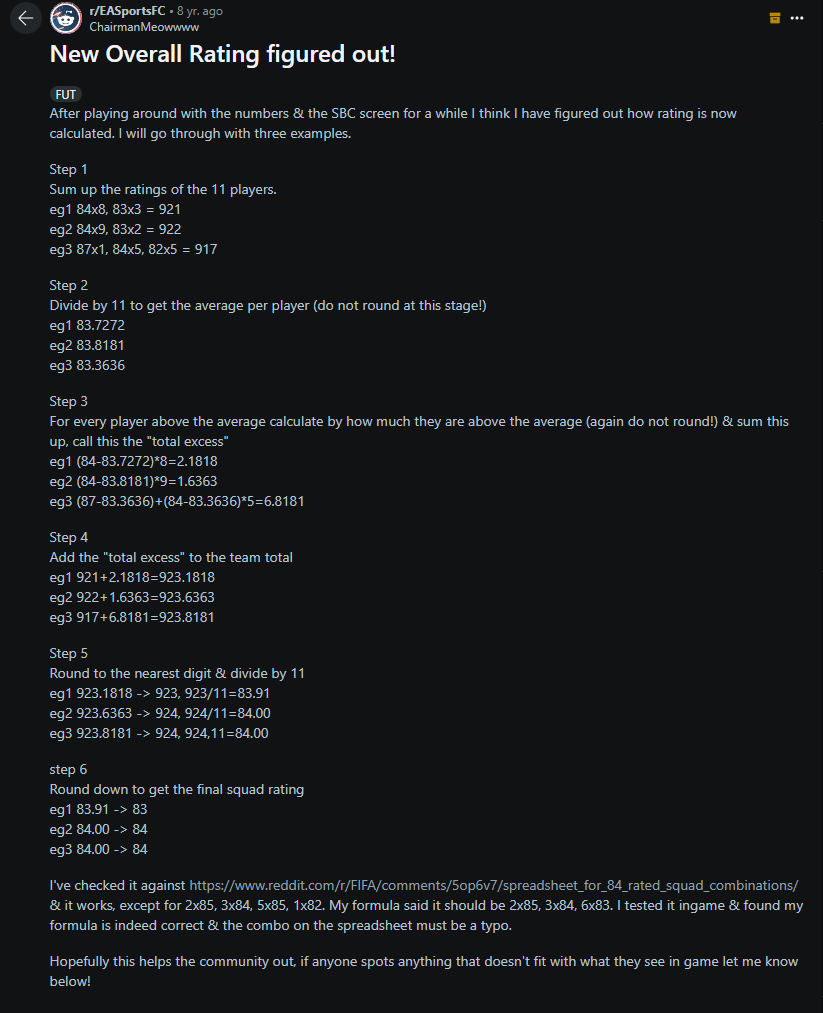 r/EASportsFC • 8 yr. ago
ChairmanMeowwww
New Overall Rating figured out!
FUT
After playing around with the numbers & the SBC screen for a while I think I have figured out how rating is now
calculated. I will go through with three examples.
Step 1
Sum up the ratings of the 11 players.
eg1 84x8, 83x3 = 921
eg2 84x9, 83x2 = 922
eg3 87x1, 84x5, 82x5 = 917
Step 2
Divide by 11 to get the average per player (do not round at this stage!)
eg1 83.7272
eg2 83.8181
eg3 83.3636
Step 3
For every player above the average calculate by how much they are above the average (again do not round!) & sum this
up, call this the "total excess"
eg1 (84-83.7272)*8=2.1818
eg2 (84-83.8181)*9=1.6363
eg3 (87-83.3636)+(84-83.3636)*5=6.8181
Step 4
Add the "total excess" to the team total
eg1 921+2.1818=923.1818
eg2 922+1.6363=923.6363
eg3 917+6.8181=923.8181
Step 5
Round to the nearest digit & divide by 11
eg1 923.1818 -> 923, 923/11=83.91
eg2 923.6363 -> 924, 924/11=84.00
eg3 923.8181 -> 924, 924,11=84.00
step 6
Round down to get the final squad rating
eg1 83.91 -> 83
eg2 84.00 -> 84
eg3 84.00 -> 84
I've checked it against https://www.reddit.com/r/FIFA/comments/5op6v7/spreadsheet_for_84_rated_squad_combinations/
& it works, except for 2x85, 3x84, 5x85, 1x82. My formula said it should be 2x85, 3x84, 6x83. I tested it ingame & found my
formula is indeed correct & the combo on the spreadsheet must be a typo.
Hopefully this helps the community out, if anyone spots anything that doesn't fit with what they see in game let me know
below!